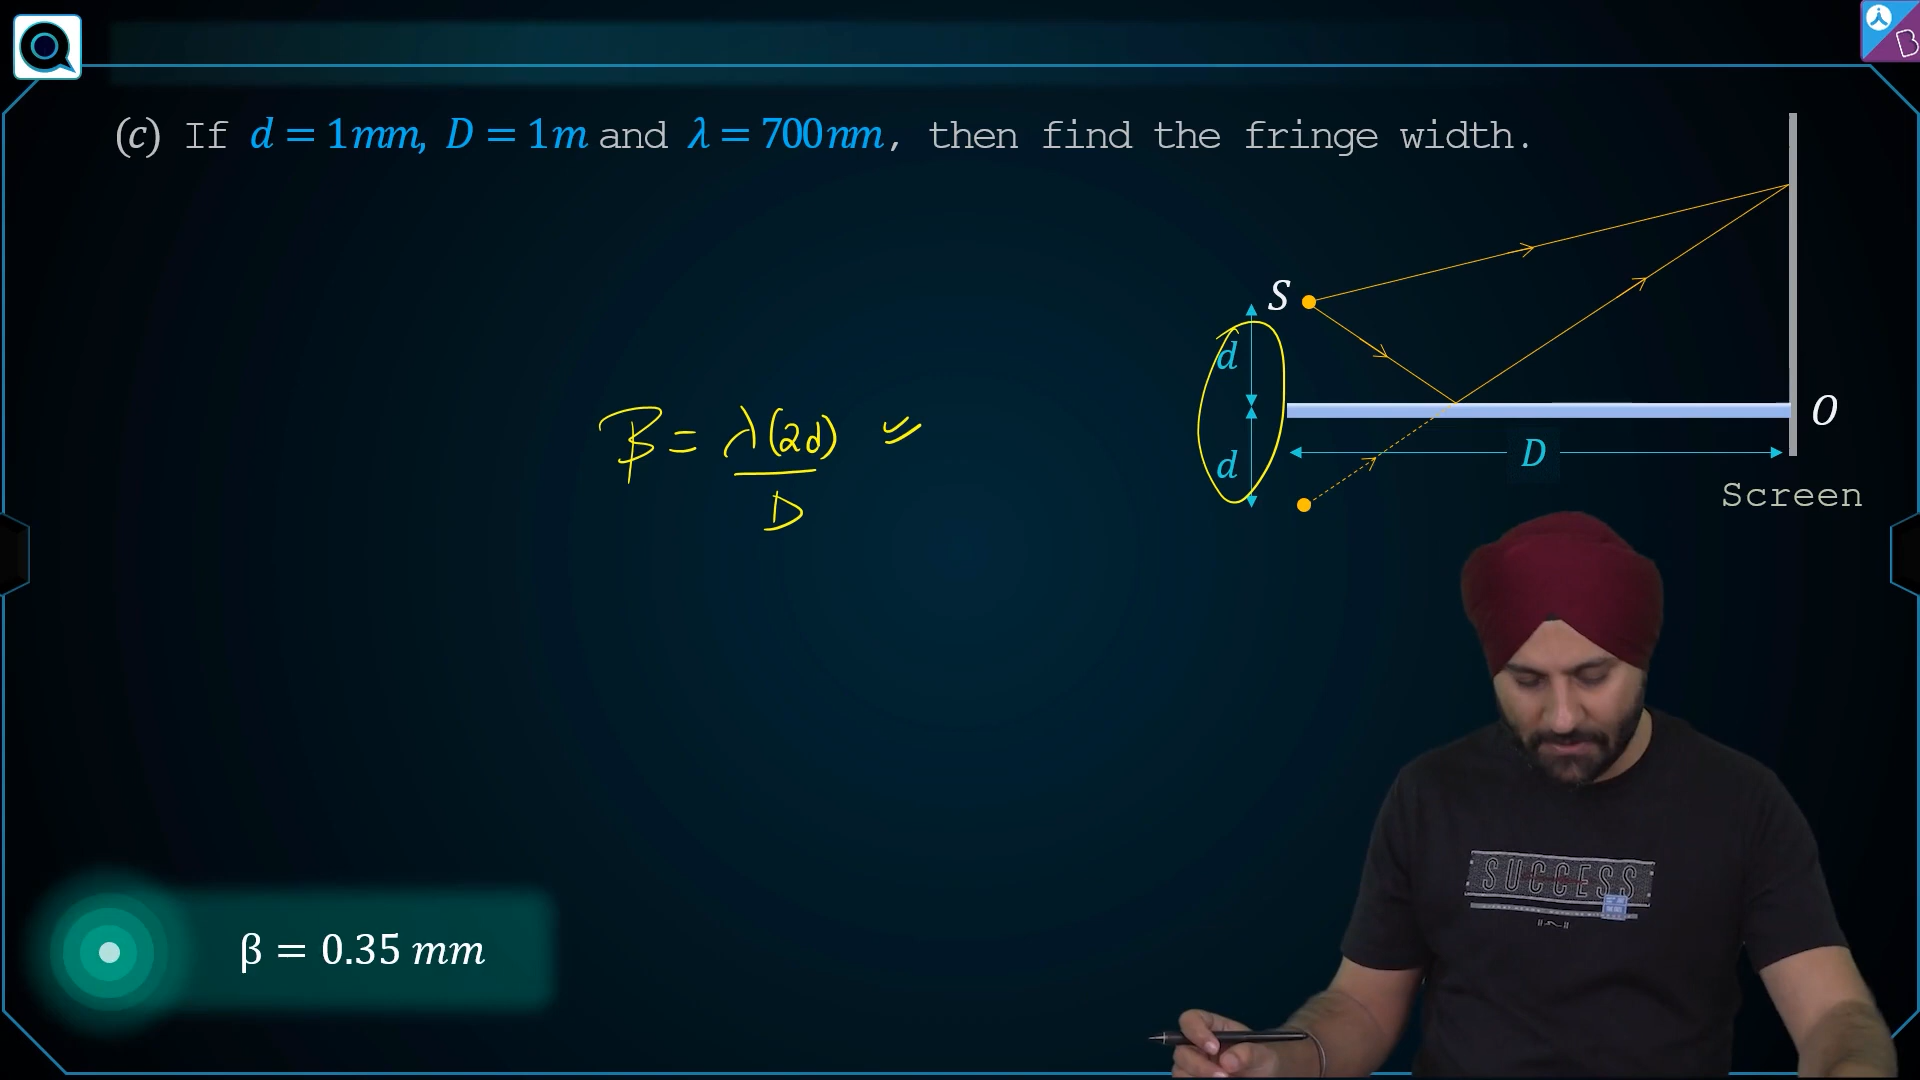 (c) If d = 1mm, D = 1m and λ = 700nm, then find the fringe width.
S
d
β = λ(2d)
D
O
d
D
Screen
SUCCESS
β = 0.35 mm
B